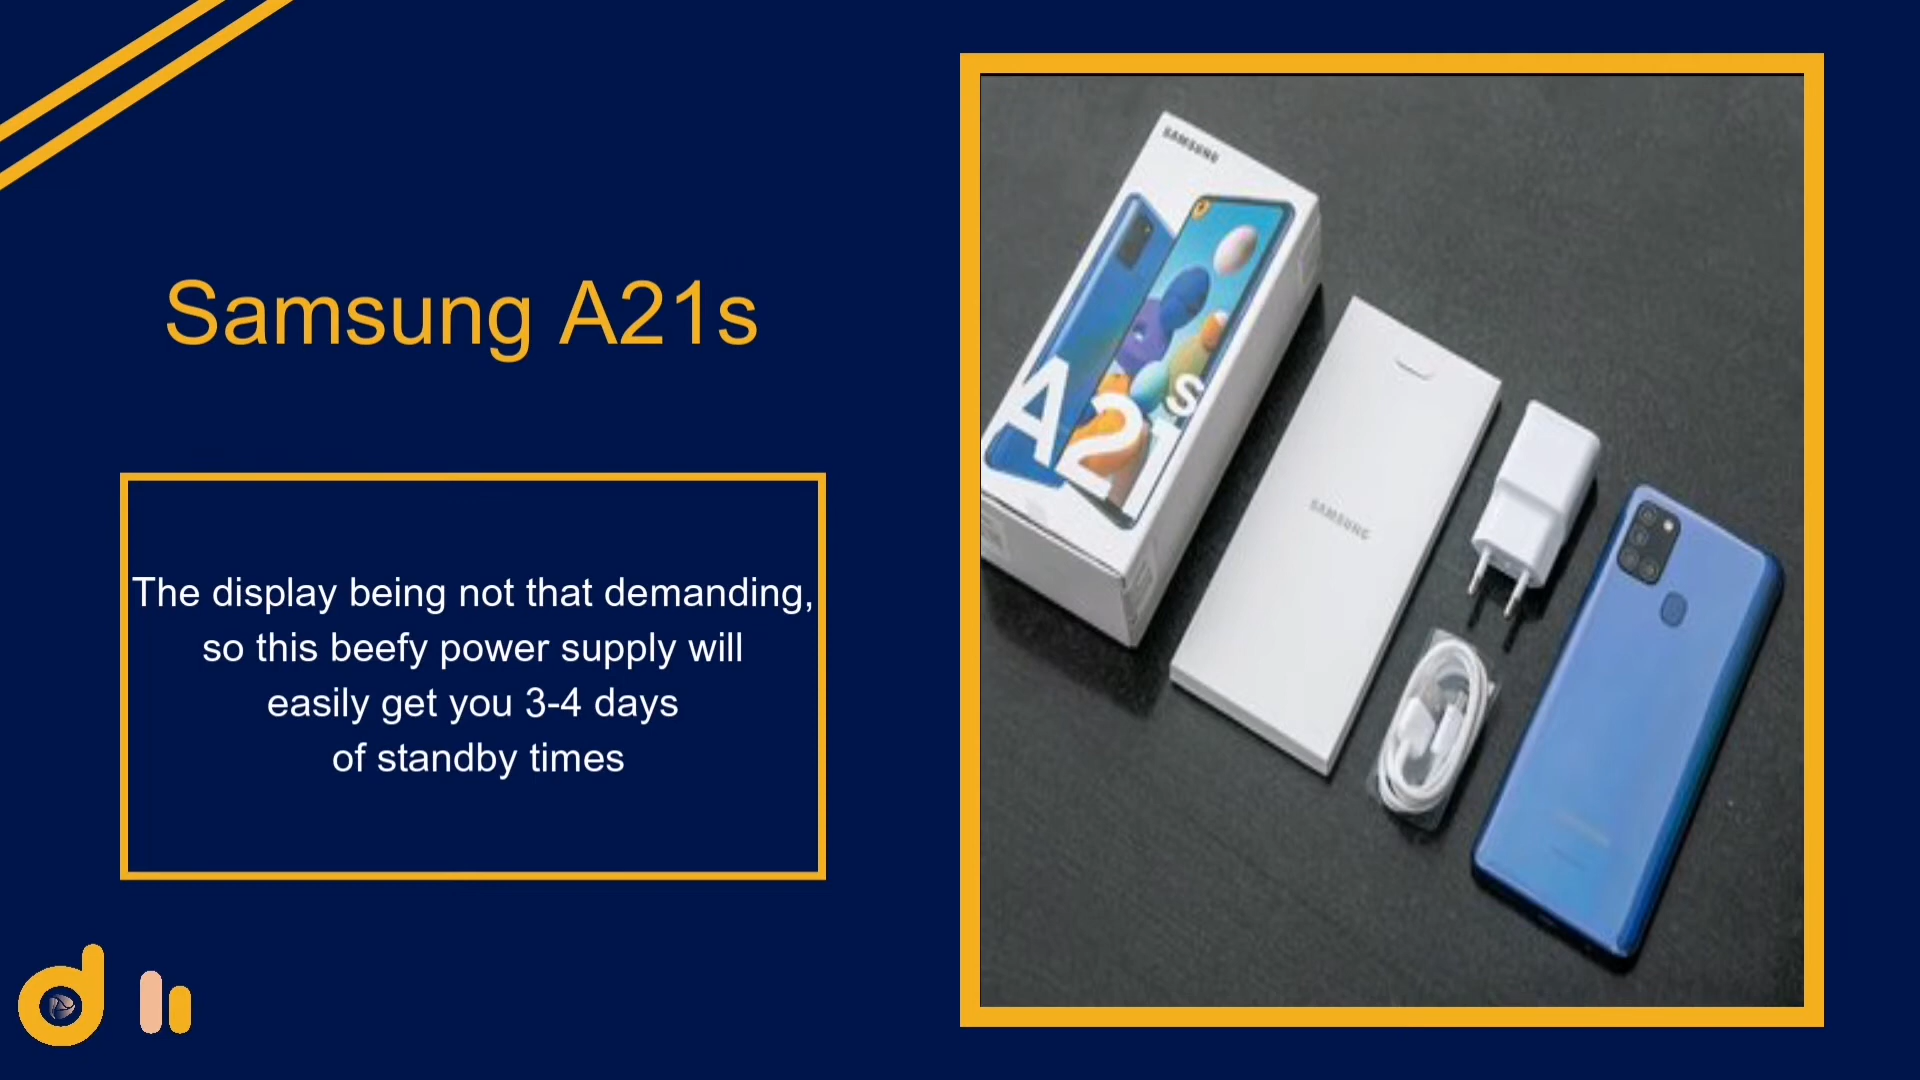 Samsung A21s
The display being not that demanding,
so this beefy power supply will
easily get you 3-4 days
of standby times
SAMSUNG
A21s
SAMSUNG